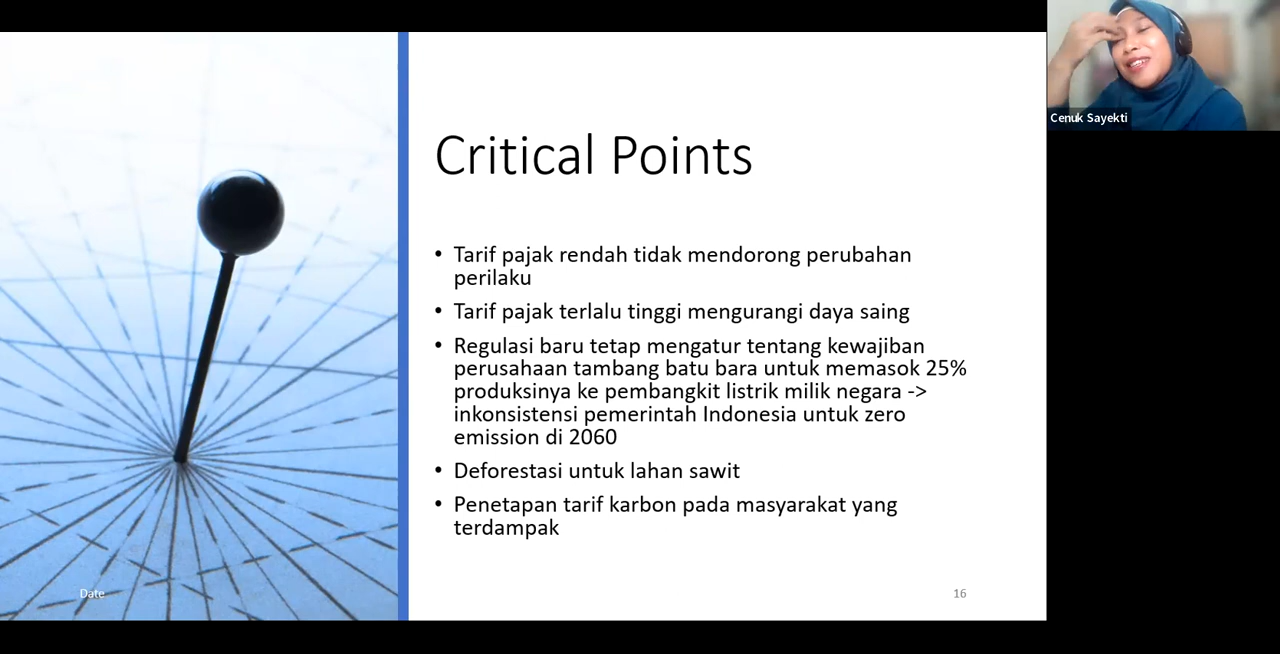 Cenuk Sayekti
Critical Points
• Tarif pajak rendah tidak mendorong perubahan
perilaku
• Tarif pajak terlalu tinggi mengurangi daya saing
• Regulasi baru tetap mengatur tentang kewajiban
perusahaan tambang batu bara untuk memasok 25%
produksinya ke pembangkit listrik milik negara ->
inkonsistensi pemerintah Indonesia untuk zero
emission di 2060
• Deforestasi untuk lahan sawit
• Penetapan tarif karbon pada masyarakat yang
terdampak
Date
16